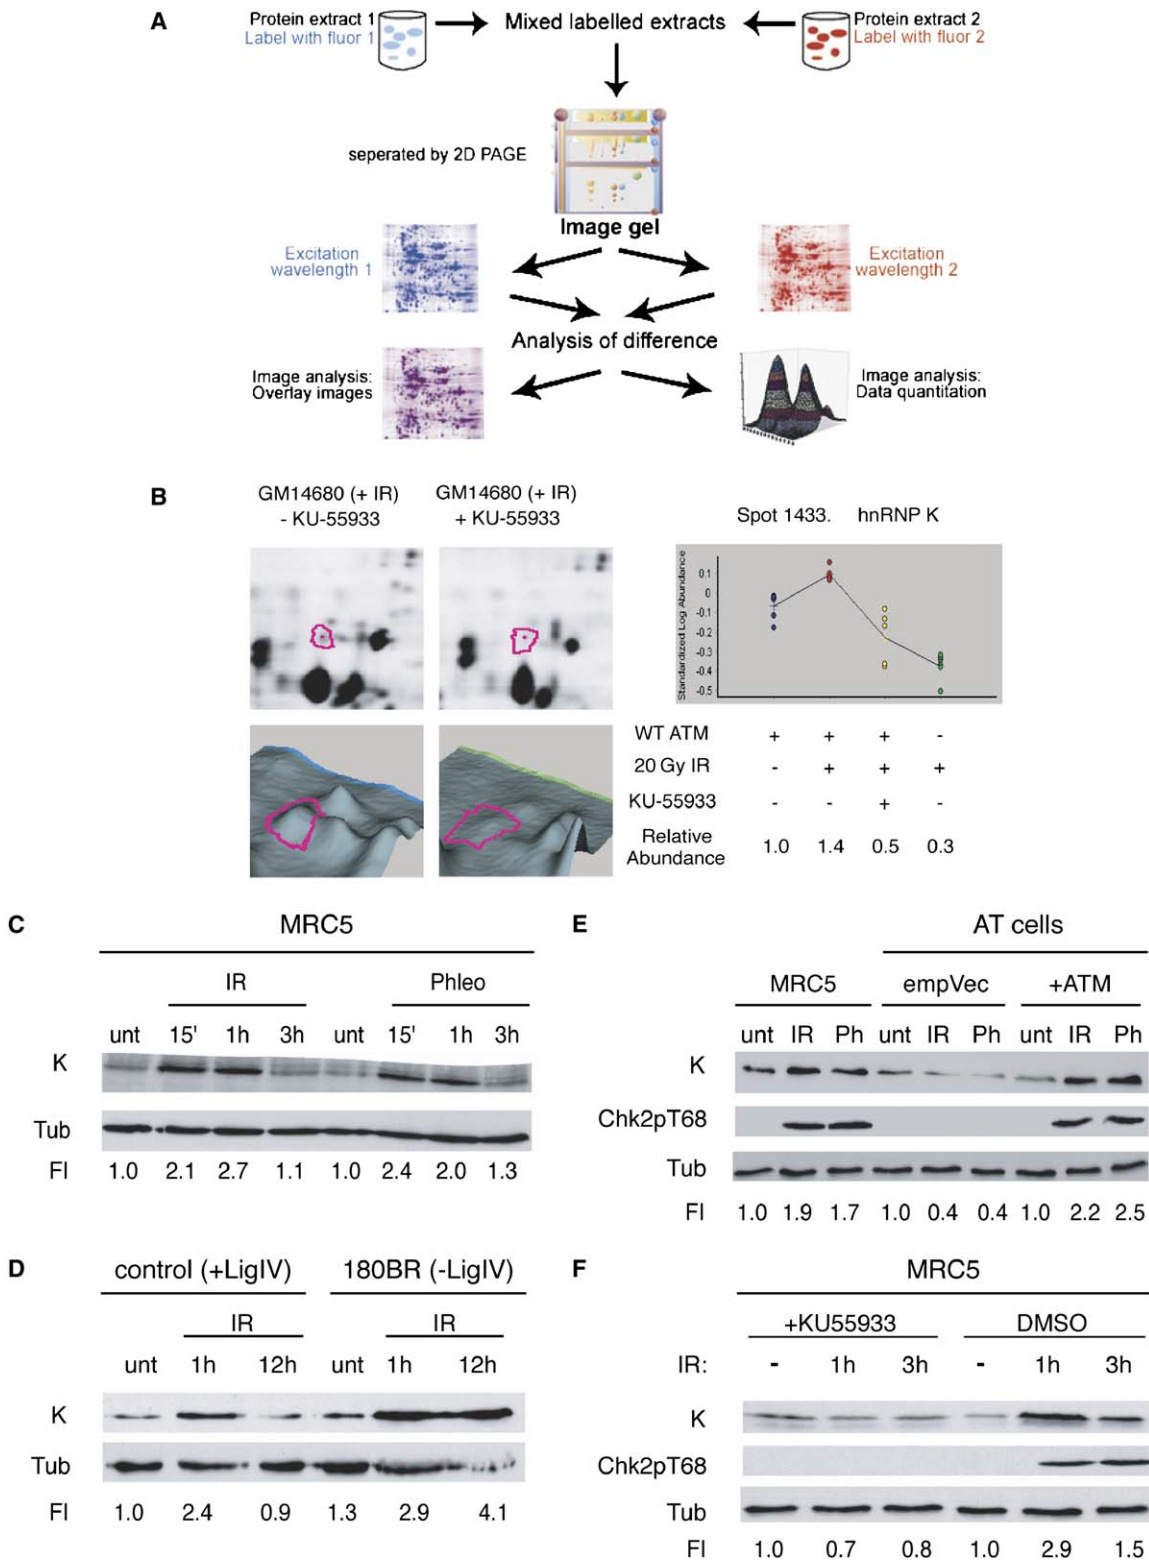 A
Protein extract 1
Label with fluor 1
Mixed labelled extracts
Protein extract 2
Label with fluor 2
seperated by 2D PAGE
Image gel
Excitation
wavelength 1
Excitation
wavelength 2
Analysis of difference
Image analysis:
Overlay images
Image analysis:
Data quantitation
B
GM14680 (+ IR)
- KU-55933
GM14680 (+ IR)
+ KU-55933
Spot 1433. hnRNP K
Standardized Log Abundance
0.1
0
-0.1
-0.2
-0.3
-0.4
-0.5
WT ATM + + + -
20 Gy IR - + + +
KU-55933 - - + -
Relative
Abundance 1.0 1.4 0.5 0.3
C
MRC5
IR Phleo
unt 15' 1h 3h unt 15' 1h 3h
K
Tub
FI 1.0 2.1 2.7 1.1 1.0 2.4 2.0 1.3
D
control (+LigIV) 180BR (-LigIV)
IR IR
unt 1h 12h unt 1h 12h
K
Tub
FI 1.0 2.4 0.9 1.3 2.9 4.1
E
AT cells
MRC5 empVec +ATM
unt IR Ph unt IR Ph unt IR Ph
K
Chk2pT68
Tub
FI 1.0 1.9 1.7 1.0 0.4 0.4 1.0 2.2 2.5
F
MRC5
+KU55933 DMSO
IR: - 1h 3h - 1h 3h
K
Chk2pT68
Tub
FI 1.0 0.7 0.8 1.0 2.9 1.5